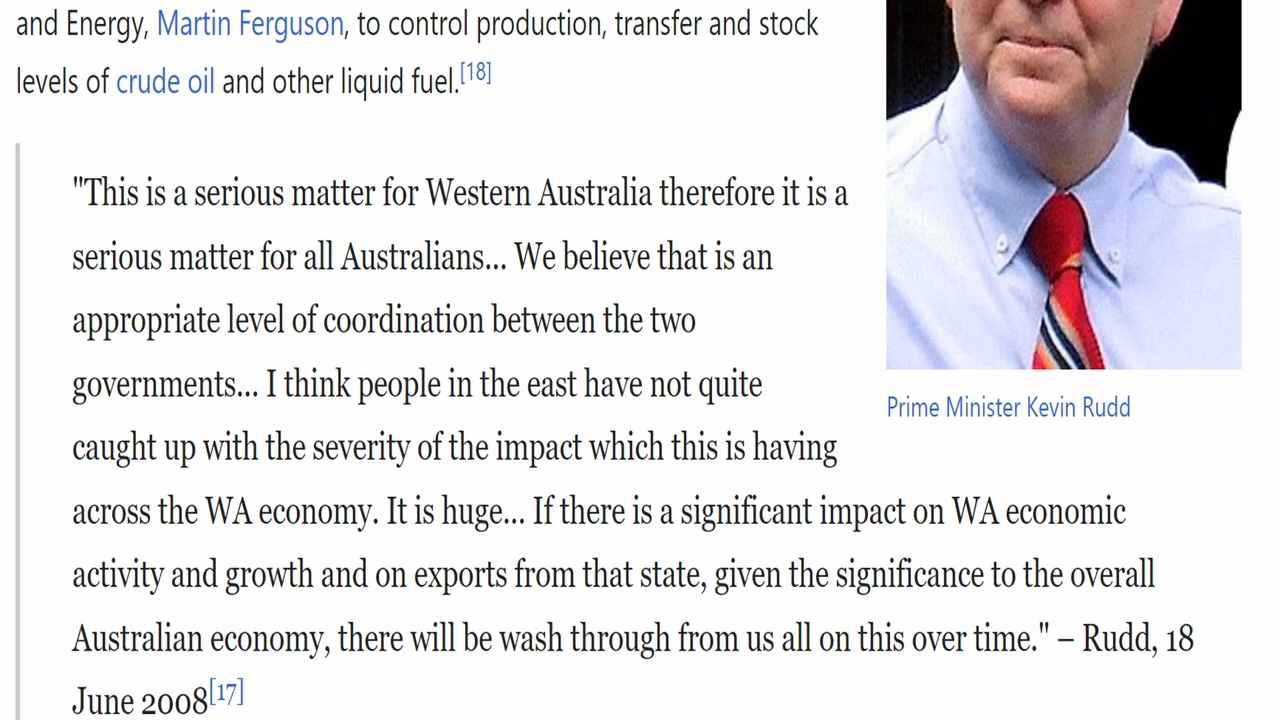 and Energy, Martin Ferguson, to control production, transfer and stock
levels of crude oil and other liquid fuel.[18]
"This is a serious matter for Western Australia therefore it is a
serious matter for all Australians... We believe that is an
appropriate level of coordination between the two
governments... I think people in the east have not quite
caught up with the severity of the impact which this is having
across the WA economy. It is huge... If there is a significant impact on WA economic
activity and growth and on exports from that state, given the significance to the overall
Australian economy, there will be wash through from us all on this over time." – Rudd, 18
June 2008[17]
Prime Minister Kevin Rudd